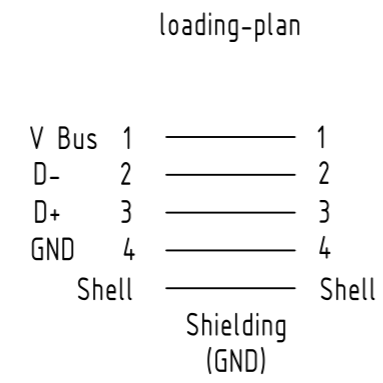 loading-plan
V Bus 1 1
D- 2 2
D+ 3 3
GND 4 4
Shell Shell
Shielding
(GND)